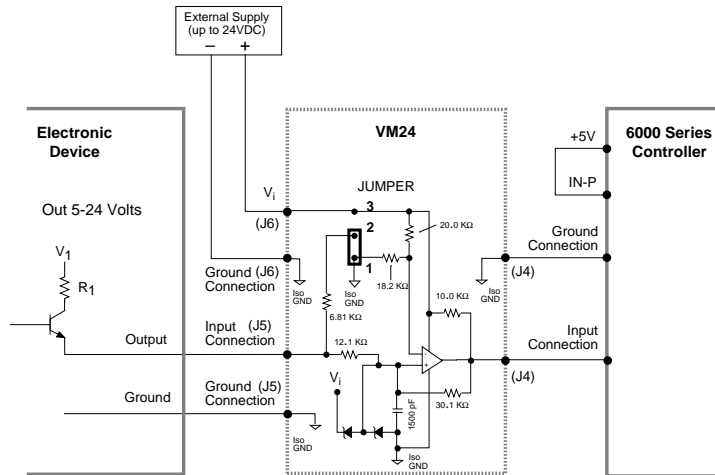 External Supply
(up to 24VDC)
− +
Electronic
Device
VM24
6000 Series
Controller
+5V
IN-P
Out 5-24 Volts
V1
R1
Vi
(J6)
JUMPER
3
2
1
20.0 KΩ
18.2 KΩ
Iso
GND
Ground (J6)
Connection
Iso
GND
Ground
Connection
(J4)
Iso
GND
6.81 KΩ
10.0 KΩ
Output
Input (J5)
Connection
12.1 KΩ
-
+
Input
Connection
(J4)
Vi
30.1 KΩ
1500 pF
Ground
Ground (J5)
Connection
Iso
GND
Iso
GND